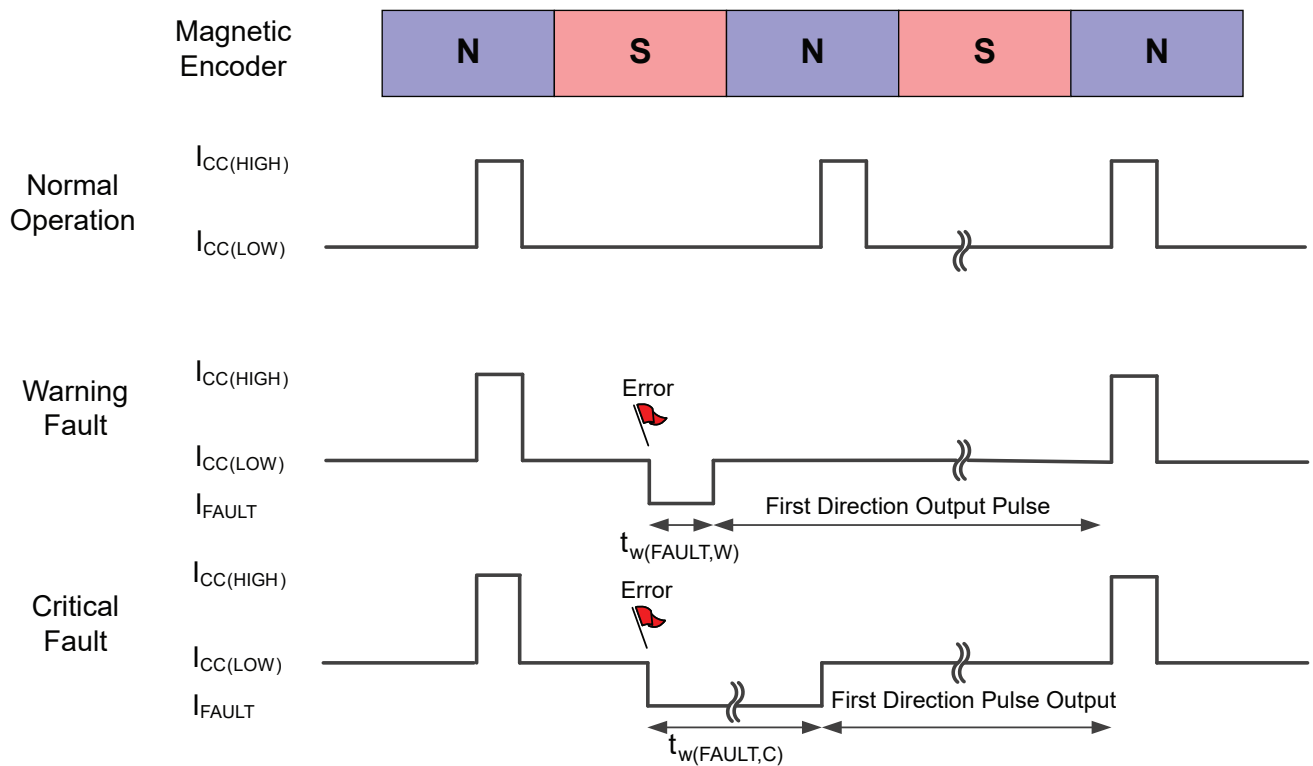 Magnetic
Encoder
N S N S N
Normal
Operation
I_CC(HIGH)
I_CC(LOW)
Warning
Fault
I_CC(HIGH)
I_CC(LOW)
I_FAULT
Error
First Direction Output Pulse
t_w(FAULT,W)
Critical
Fault
I_CC(HIGH)
I_CC(LOW)
I_FAULT
Error
First Direction Pulse Output
t_w(FAULT,C)